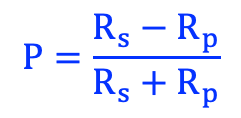 P = (Rₛ − Rₚ) / (Rₛ + Rₚ)